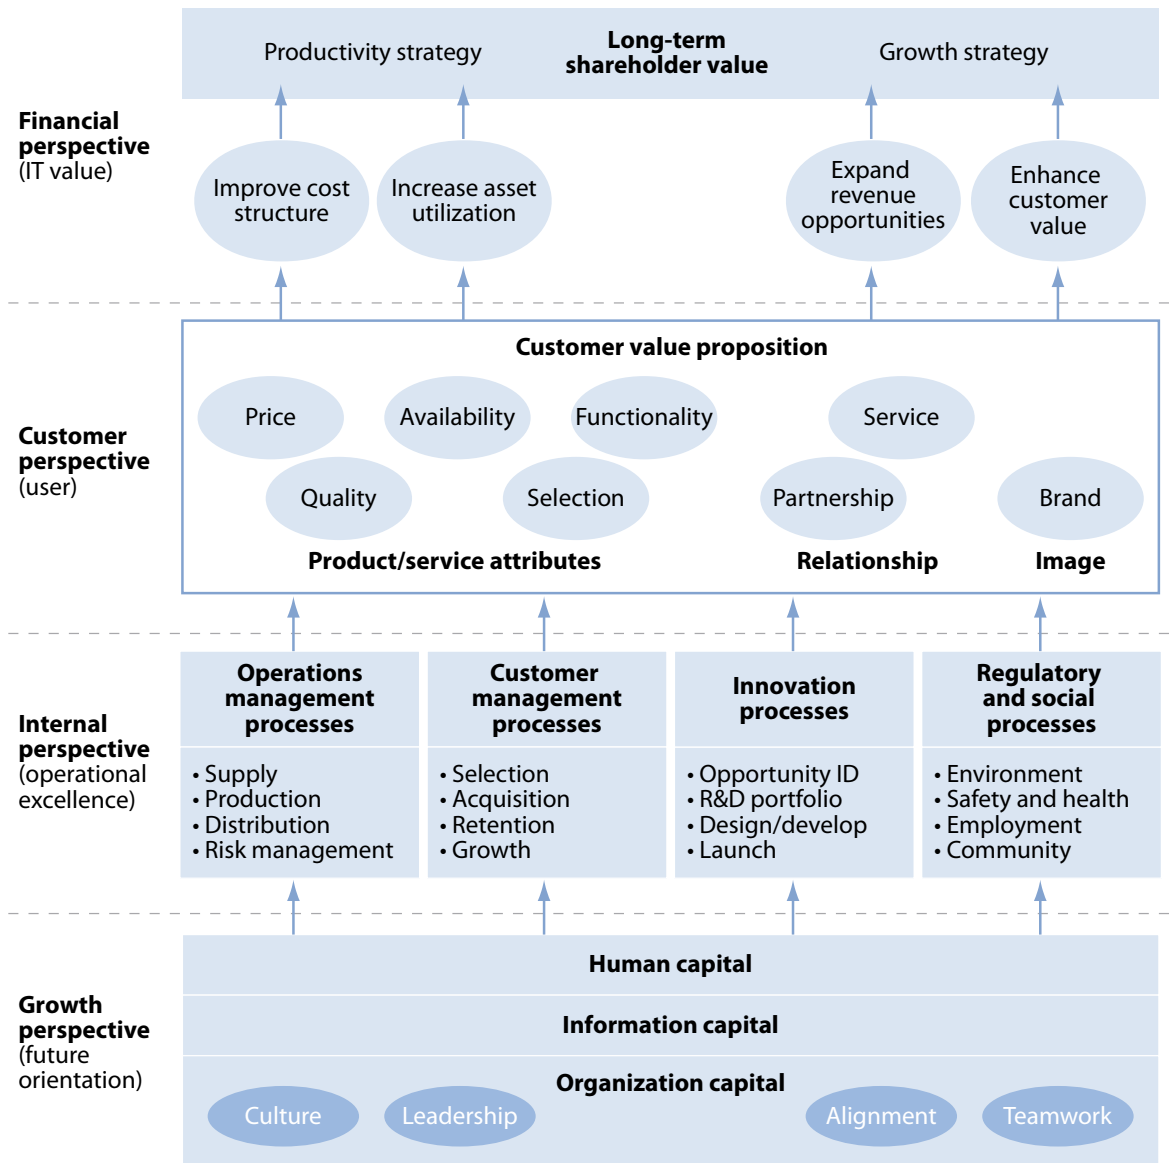 Financial
perspective
(IT value)
Productivity strategy
Long-term
shareholder value
Growth strategy
Improve cost
structure
Increase asset
utilization
Expand
revenue
opportunities
Enhance
customer
value
Customer
perspective
(user)
Customer value proposition
Price
Availability
Functionality
Service
Quality
Selection
Partnership
Brand
Product/service attributes
Relationship
Image
Internal
perspective
(operational
excellence)
Operations
management
processes
• Supply
• Production
• Distribution
• Risk management
Customer
management
processes
• Selection
• Acquisition
• Retention
• Growth
Innovation
processes
• Opportunity ID
• R&D portfolio
• Design/develop
• Launch
Regulatory
and social
processes
• Environment
• Safety and health
• Employment
• Community
Growth
perspective
(future
orientation)
Human capital
Information capital
Organization capital
Culture
Leadership
Alignment
Teamwork